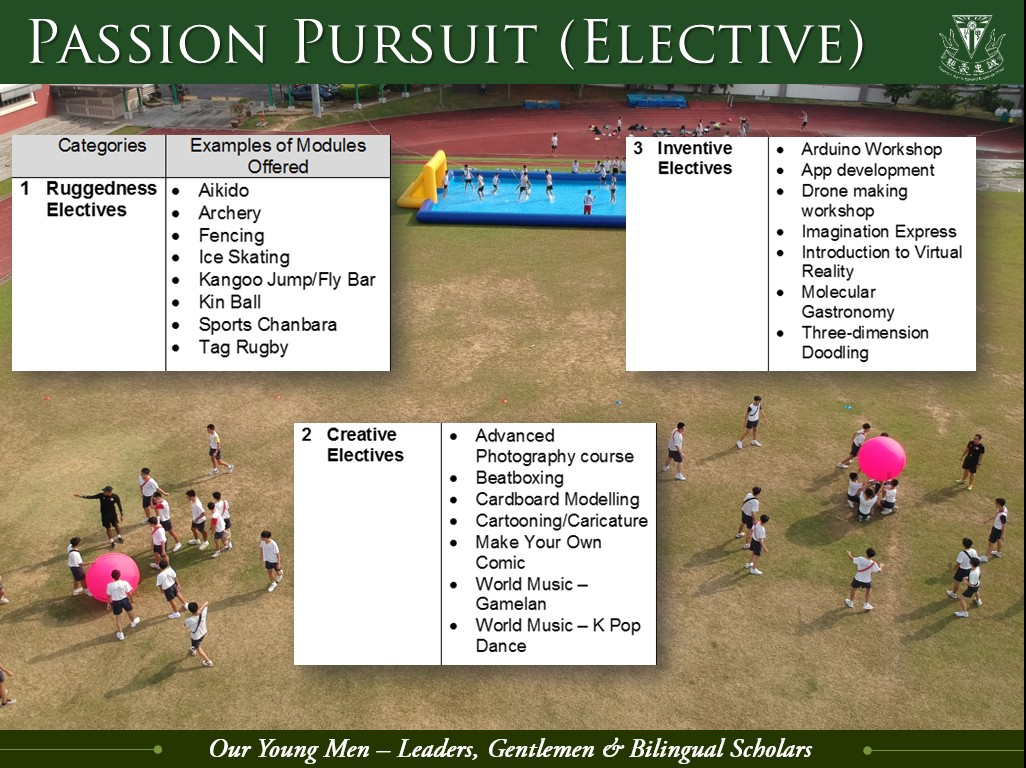 PASSION PURSUIT (ELECTIVE)
Categories
Examples of Modules
Offered
1 Ruggedness
Electives
• Aikido
• Archery
• Fencing
• Ice Skating
• Kangoo Jump/Fly Bar
• Kin Ball
• Sports Chanbara
• Tag Rugby
3 Inventive
Electives
• Arduino Workshop
• App development
• Drone making
workshop
• Imagination Express
• Introduction to Virtual
Reality
• Molecular
Gastronomy
• Three-dimension
Doodling
2 Creative
Electives
• Advanced
Photography course
• Beatboxing
• Cardboard Modelling
• Cartooning/Caricature
• Make Your Own
Comic
• World Music –
Gamelan
• World Music – K Pop
Dance
Our Young Men – Leaders, Gentlemen & Bilingual Scholars